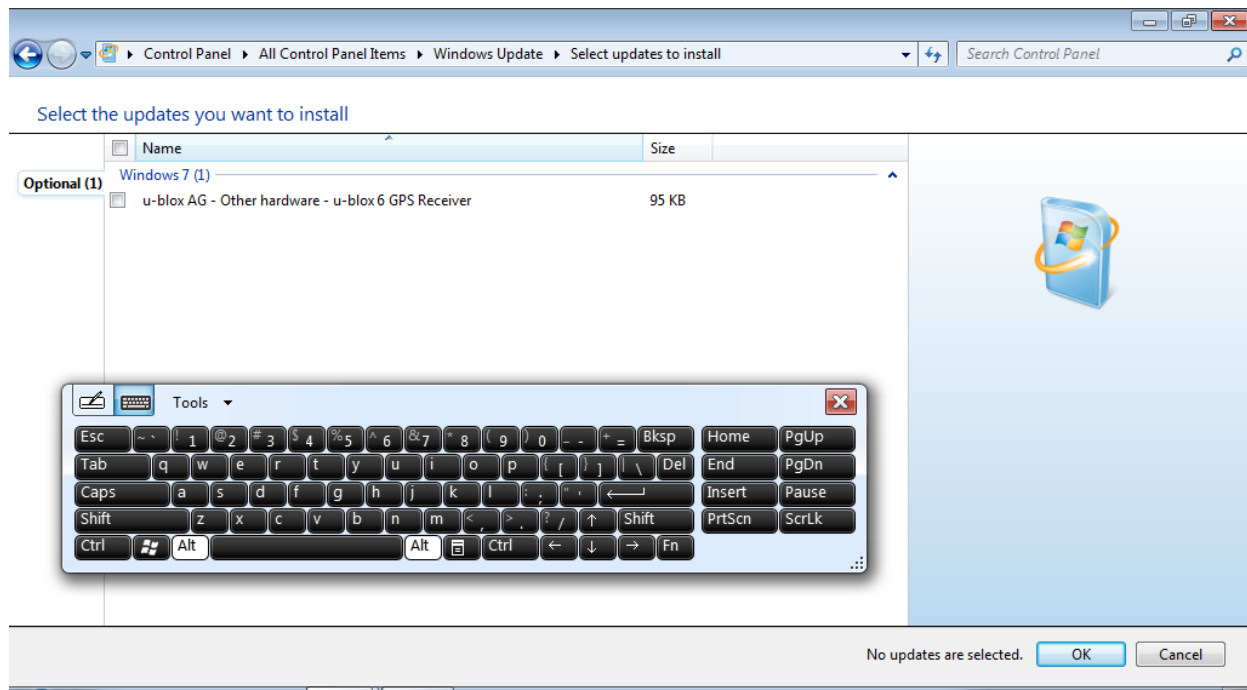 Control Panel ▸ All Control Panel Items ▸ Windows Update ▸ Select updates to install
Search Control Panel
Select the updates you want to install
Name Size
Optional (1)
Windows 7 (1)
u-blox AG - Other hardware - u-blox 6 GPS Receiver 95 KB
Tools
Esc ~ ` ! 1 @ 2 # 3 $ 4 % 5 ^ 6 & 7 * 8 ( 9 ) 0 _ - + = Bksp Home PgUp
Tab q w e r t y u i o p { [ } ] | \ Del End PgDn
Caps a s d f g h j k l : ; " ' Insert Pause
Shift z x c v b n m < , > . ? / ↑ Shift PrtScn ScrLk
Ctrl Alt Alt Ctrl ← ↓ → Fn
No updates are selected. OK Cancel